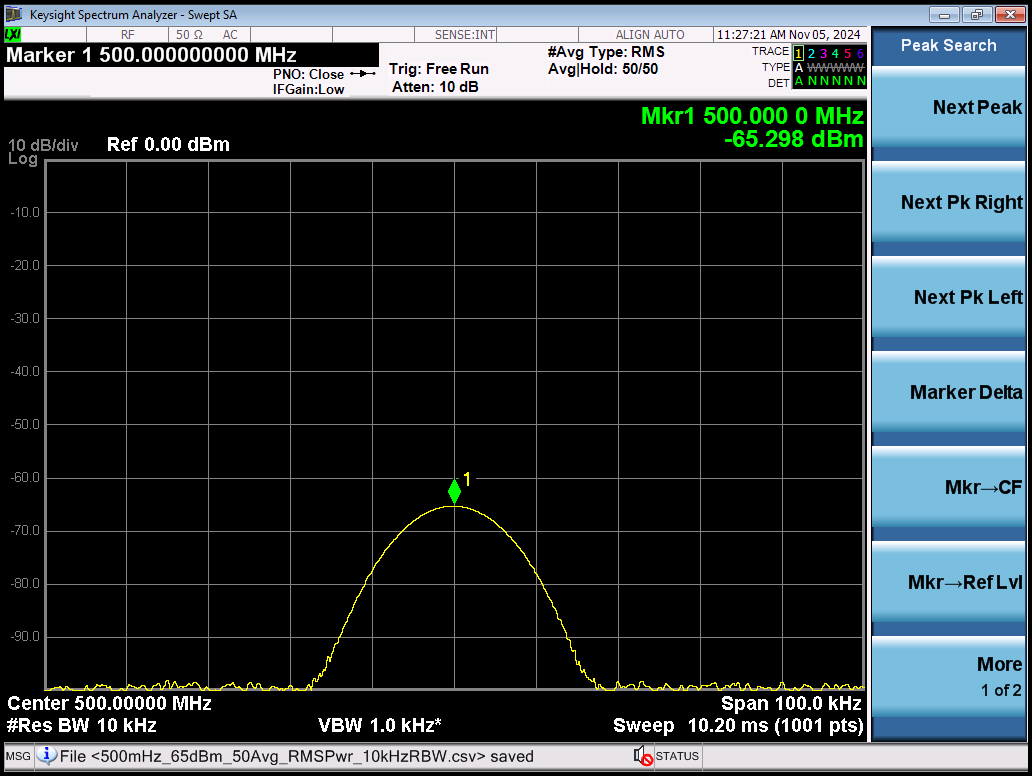 Keysight Spectrum Analyzer - Swept SA
LXI
RF
50 Ω
AC
SENSE:INT
ALIGN AUTO
11:27:21 AM Nov 05, 2024
Marker 1 500.000000000 MHz
PNO: Close
IFGain:Low
Trig: Free Run
Atten: 10 dB
#Avg Type: RMS
Avg|Hold: 50/50
TRACE 1 2 3 4 5 6
TYPE A W W W W W
DET A N N N N N
Mkr1 500.000 0 MHz
-65.298 dBm
10 dB/div
Log
Ref 0.00 dBm
-10.0
-20.0
-30.0
-40.0
-50.0
-60.0
-70.0
-80.0
-90.0
1
Center 500.00000 MHz
Span 100.0 kHz
#Res BW 10 kHz
VBW 1.0 kHz*
Sweep 10.20 ms (1001 pts)
MSG
File <500mHz_65dBm_50Avg_RMSPwr_10kHzRBW.csv> saved
STATUS
Peak Search
Next Peak
Next Pk Right
Next Pk Left
Marker Delta
Mkr→CF
Mkr→Ref Lvl
More
1 of 2